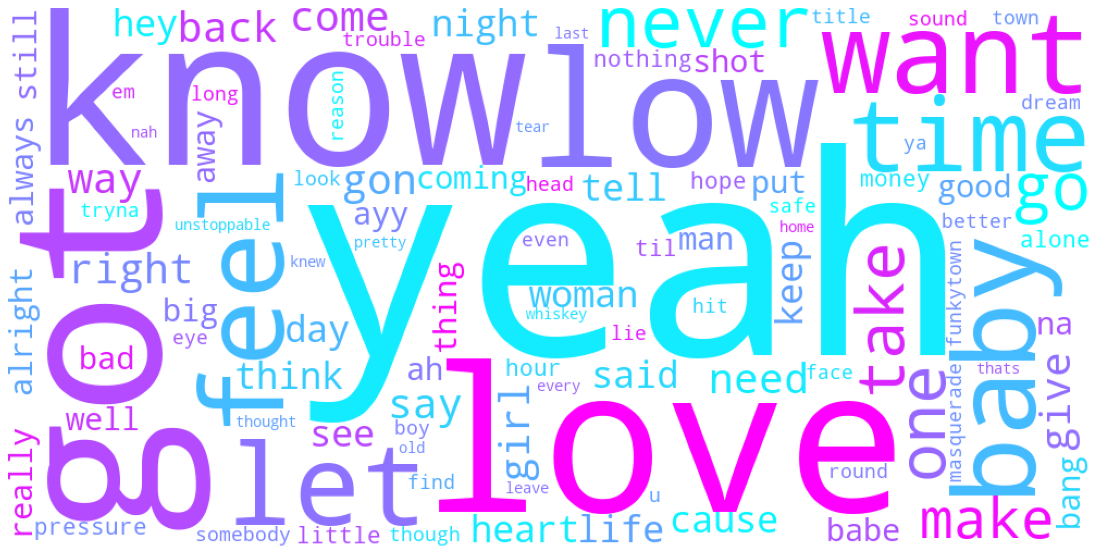 know
low
yeah
love
got
want
time
baby
feel
let
never
go
take
one
make
need
hey
back
come
night
trouble
last
title
sound
town
nothing
shot
always
still
em
nah
long
away
reason
tear
dream
ya
way
tryna
look
gon
coming
head
tell
hope
put
money
good
safe
better
alone
unstoppable
ayy
pretty
even
til
man
home
right
knew
thing
woman
whiskey
hit
keep
funkytown
na
alright
big
eye
day
lie
bad
think
ah
hour
every
said
face
thats
give
masquerade
well
thought
say
see
boy
old
girl
find
leave
u
round
bang
really
pressure
somebody
little
though
heart
life
cause
babe